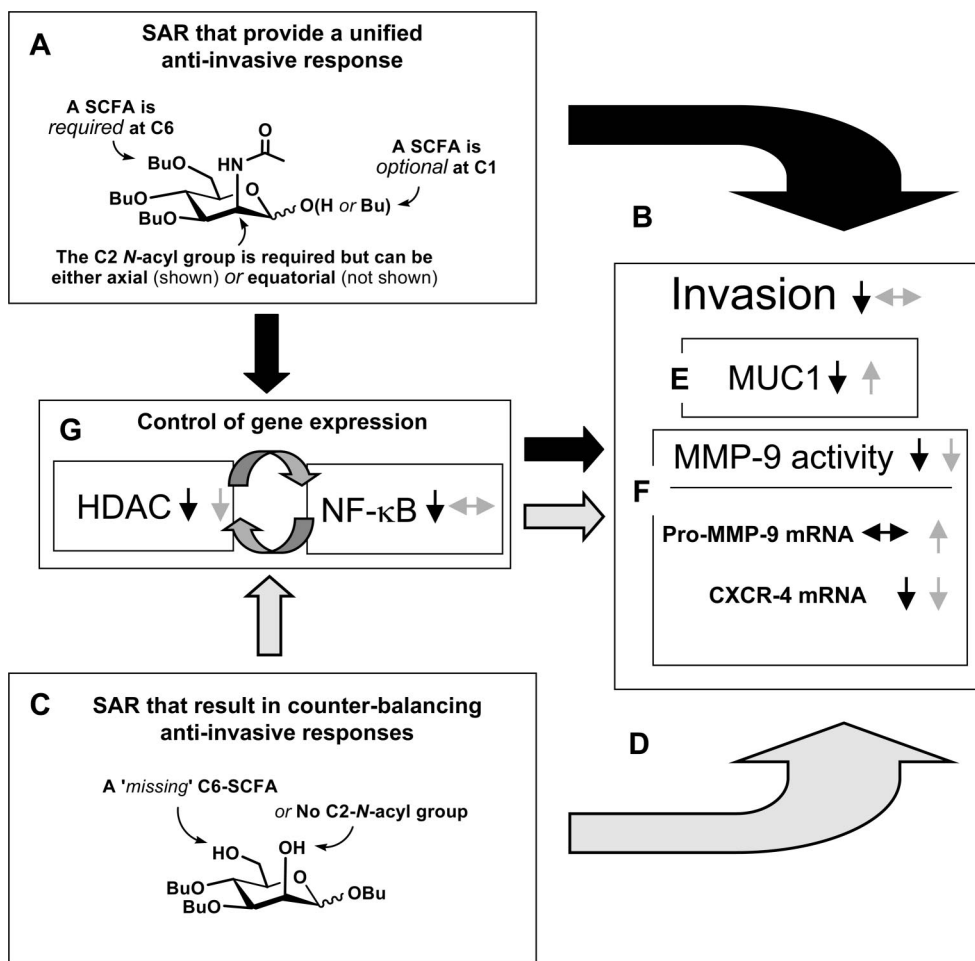 A
SAR that provide a unified
anti-invasive response
A SCFA is
required at C6
A SCFA is
optional at C1
O
BuO
HN
BuO
O
BuO
O(H or Bu)
The C2 N-acyl group is required but can be
either axial (shown) or equatorial (not shown)
B
Invasion ↓ ↔
E
MUC1 ↓ ↑
F
MMP-9 activity ↓ ↓
Pro-MMP-9 mRNA ↔ ↑
CXCR-4 mRNA ↓ ↓
G
Control of gene expression
HDAC ↓ ↓
NF-κB ↓ ↔
C
SAR that result in counter-balancing
anti-invasive responses
A 'missing' C6-SCFA
or No C2-N-acyl group
HO
OH
BuO
O
BuO
OBu
D